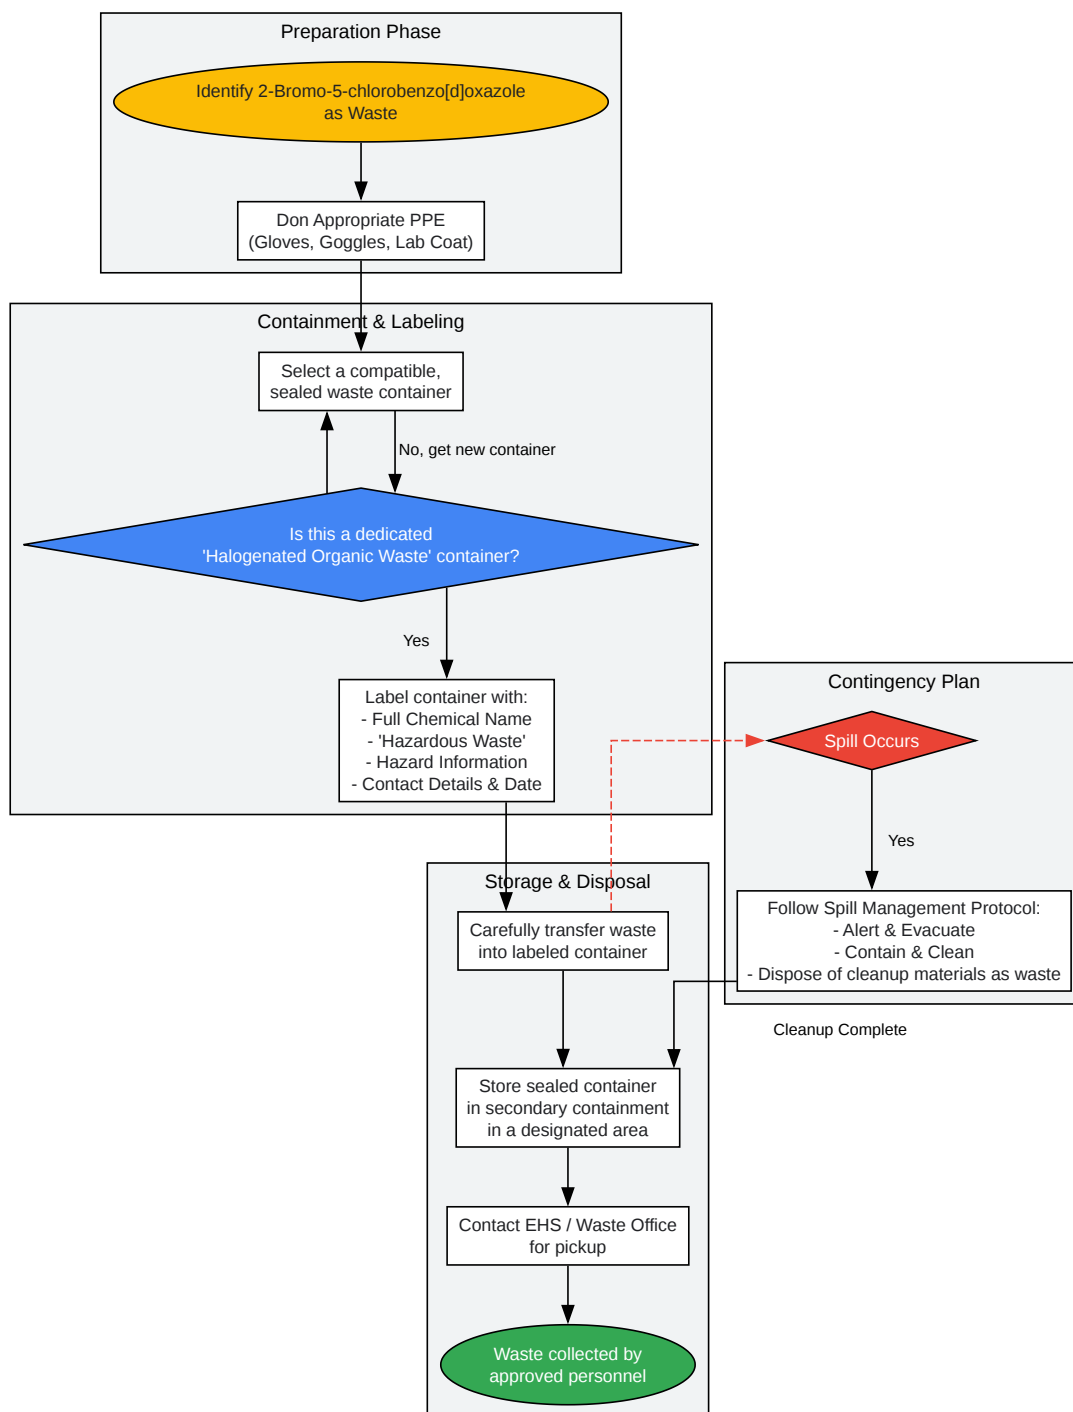 Preparation Phase
Identify 2-Bromo-5-chlorobenzo[d]oxazole
as Waste
Don Appropriate PPE
(Gloves, Goggles, Lab Coat)
Containment & Labeling
Select a compatible,
sealed waste container
No, get new container
Is this a dedicated
'Halogenated Organic Waste' container?
Yes
Label container with:
- Full Chemical Name
- 'Hazardous Waste'
- Hazard Information
- Contact Details & Date
Contingency Plan
Spill Occurs
Yes
Follow Spill Management Protocol:
- Alert & Evacuate
- Contain & Clean
- Dispose of cleanup materials as waste
Cleanup Complete
Storage & Disposal
Carefully transfer waste
into labeled container
Store sealed container
in secondary containment
in a designated area
Contact EHS / Waste Office
for pickup
Waste collected by
approved personnel